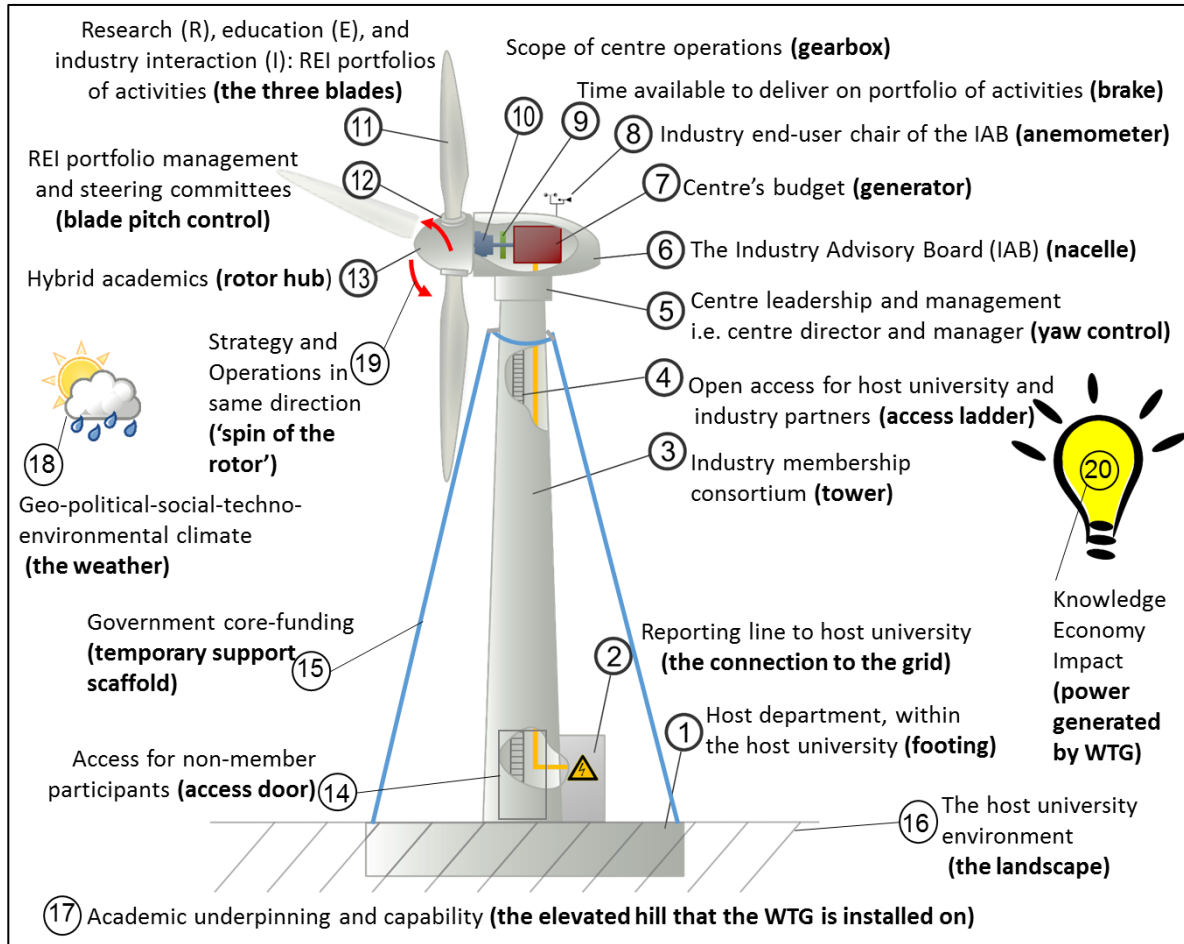 Research (R), education (E), and
industry interaction (I): REI portfolios
of activities (the three blades)
Scope of centre operations (gearbox)
Time available to deliver on portfolio of activities (brake)
11
10
9
8
Industry end-user chair of the IAB (anemometer)
REI portfolio management
and steering committees
(blade pitch control)
12
7
Centre's budget (generator)
Hybrid academics (rotor hub)
13
6
The Industry Advisory Board (IAB) (nacelle)
5
Centre leadership and management
i.e. centre director and manager (yaw control)
Strategy and
Operations in
same direction
('spin of the
rotor')
19
4
Open access for host university and
industry partners (access ladder)
3
Industry membership
consortium (tower)
18
Geo-political-social-techno-
environmental climate
(the weather)
20
Knowledge
Economy
Impact
(power
generated
by WTG)
Government core-funding
(temporary support
scaffold)
15
2
Reporting line to host university
(the connection to the grid)
1
Host department, within
the host university (footing)
Access for non-member
participants (access door)
14
16
The host university
environment
(the landscape)
17
Academic underpinning and capability (the elevated hill that the WTG is installed on)